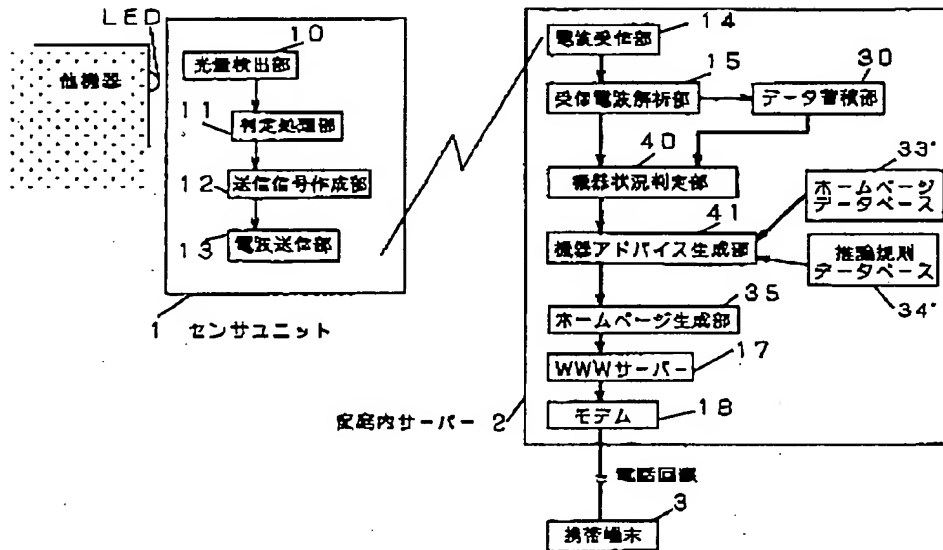 LED
他機器
10
光量検出部
11
判定処理部
12
送信信号作成部
13
電波送信部
1 センサユニット
14
電波受信部
15
受信電波解析部
30
データ蓄積部
40
機器状況判定部
33'
ホームページ
データベース
41
機器アドバイス生成部
推論規則
データベース
34'
35
ホームページ生成部
17
WWWサーバー
18
モデム
家庭内サーバー 2
電話回線
3
携帯端末